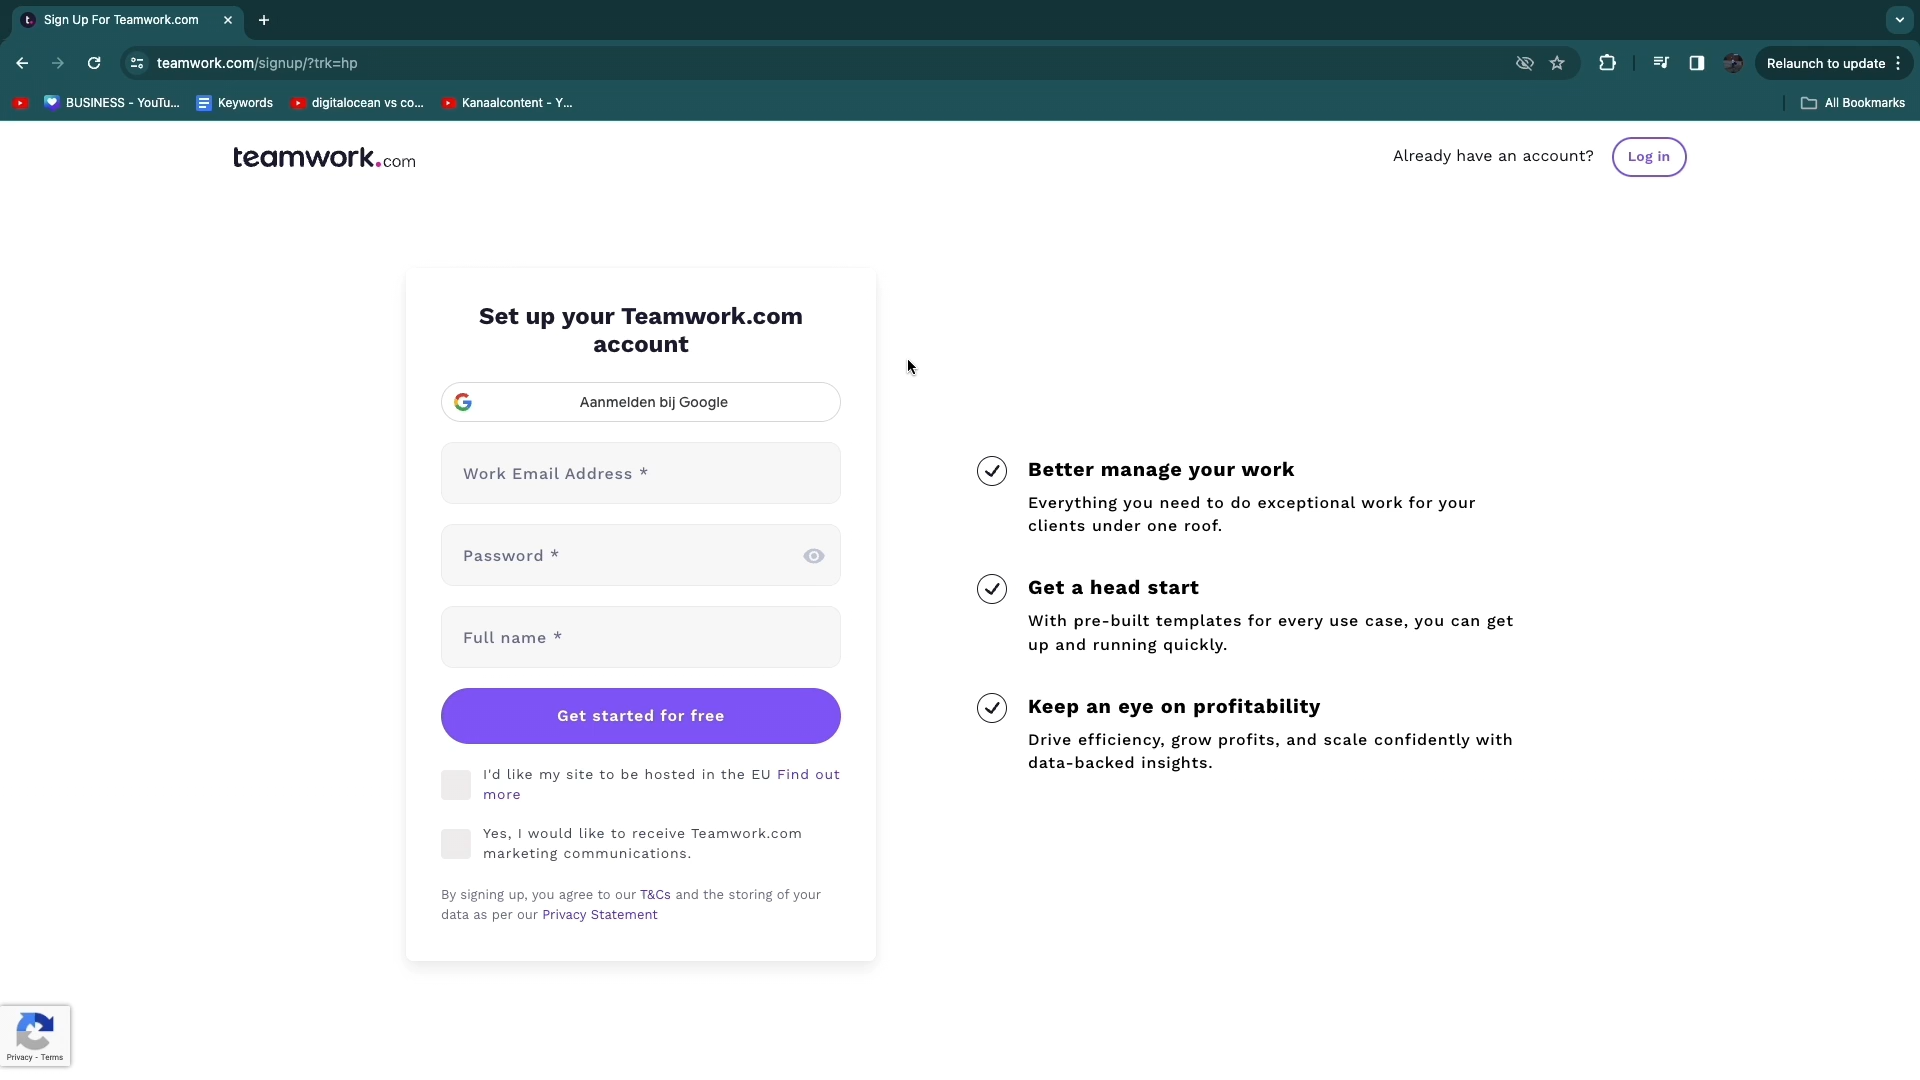 Sign Up For Teamwork.com
teamwork.com/signup/?trk=hp
Relaunch to update
BUSINESS - YouTu...
Keywords
digitalocean vs co...
Kanaalcontent - Y...
All Bookmarks
teamwork.com
Already have an account?
Log in
Set up your Teamwork.com
account
Aanmelden bij Google
Work Email Address *
Password *
Full name *
Get started for free
I'd like my site to be hosted in the EU Find out
more
Yes, I would like to receive Teamwork.com
marketing communications.
By signing up, you agree to our T&Cs and the storing of your
data as per our Privacy Statement
Better manage your work
Everything you need to do exceptional work for your
clients under one roof.
Get a head start
With pre-built templates for every use case, you can get
up and running quickly.
Keep an eye on profitability
Drive efficiency, grow profits, and scale confidently with
data-backed insights.
Privacy - Terms